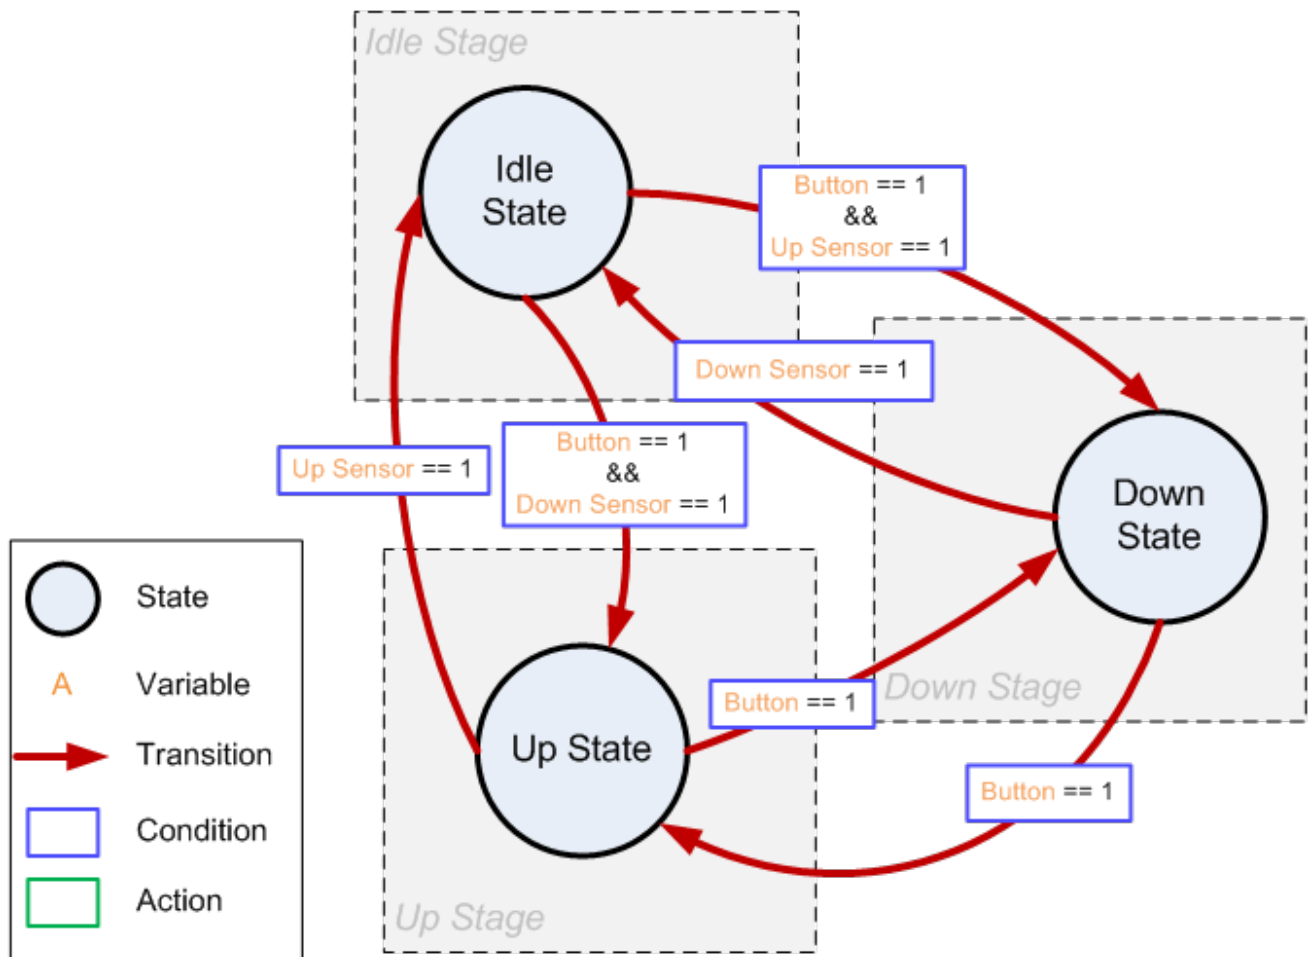 Idle Stage
Idle
State
Button == 1
&&
Up Sensor == 1
Down Sensor == 1
Button == 1
&&
Down Sensor == 1
Up Sensor == 1
Down
State
Down Stage
Button == 1
Up State
Button == 1
Up Stage
State
A Variable
Transition
Condition
Action